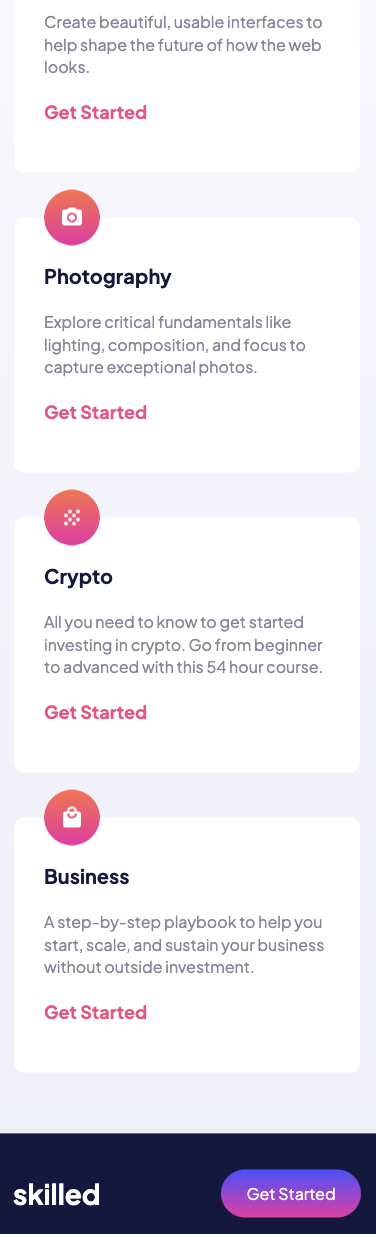 Create beautiful, usable interfaces to
help shape the future of how the web
looks.
Get Started
Photography
Explore critical fundamentals like
lighting, composition, and focus to
capture exceptional photos.
Get Started
Crypto
All you need to know to get started
investing in crypto. Go from beginner
to advanced with this 54 hour course.
Get Started
Business
A step-by-step playbook to help you
start, scale, and sustain your business
without outside investment.
Get Started
skilled
Get Started